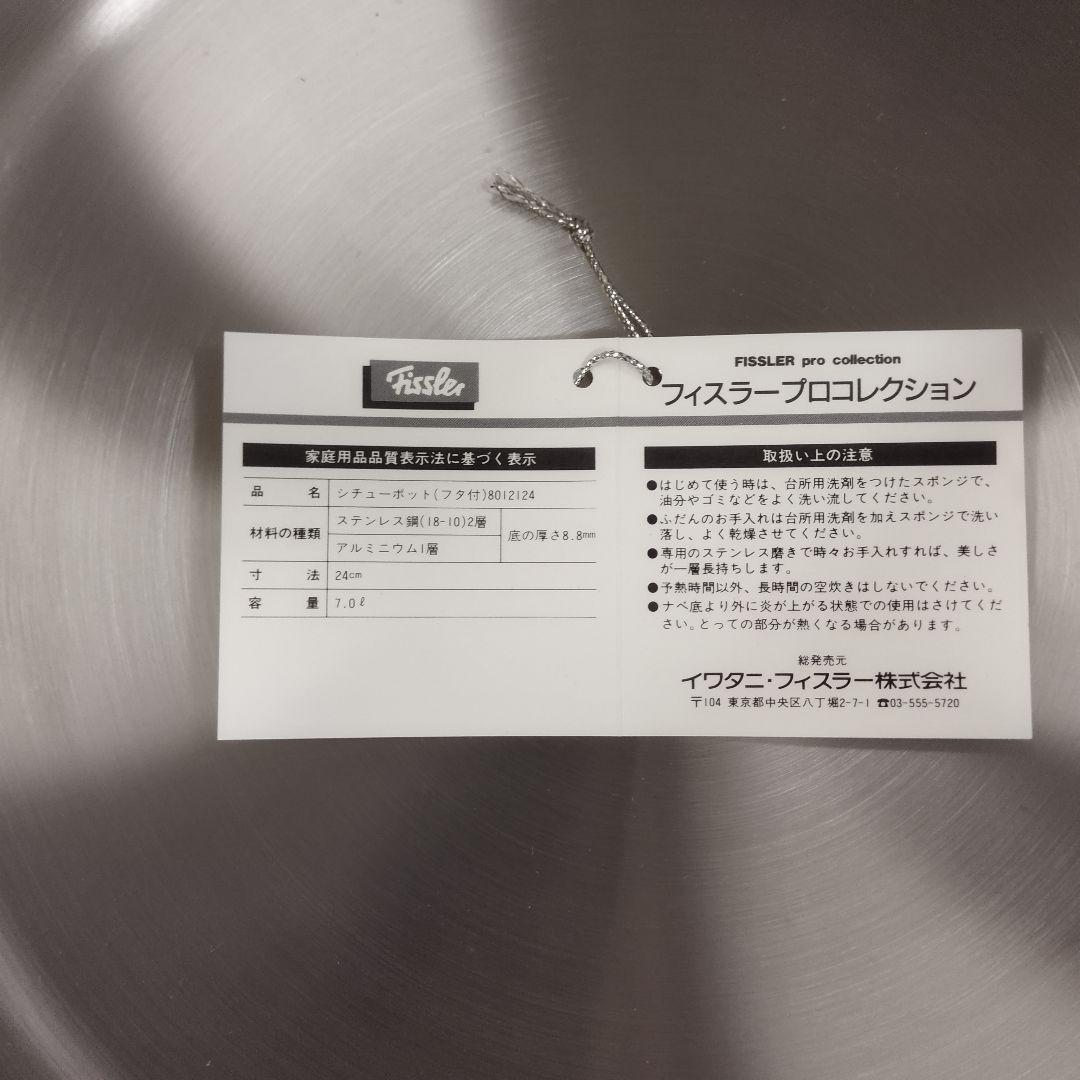 Fissler
家庭用品品質表示法に基づく表示
品名 シチューポット(フタ付)8012124
材料の種類 ステンレス鋼(18-10)2層 底の厚さ8.8mm
アルミニウム1層
寸法 24cm
容量 7.0ℓ
FISSLER pro collection
フィスラープロコレクション
取扱い上の注意
●はじめて使う時は、台所用洗剤をつけたスポンジで、
油分やゴミなどをよく洗い流してください。
●ふだんのお手入れは台所用洗剤を加えスポンジで洗い
落し、よく乾燥させてください。
●専用のステンレス磨きで時々お手入れすれば、美しさ
が一層長持ちします。
●予熱時間以外、長時間の空炊きはしないでください。
●ナベ底より外に炎が上がる状態での使用はさけてくだ
さい。とっての部分が熱くなる場合があります。
総発売元
イワタニ・フィスラー株式会社
〒104 東京都中央区八丁堀2-7-1 ☎03-555-5720